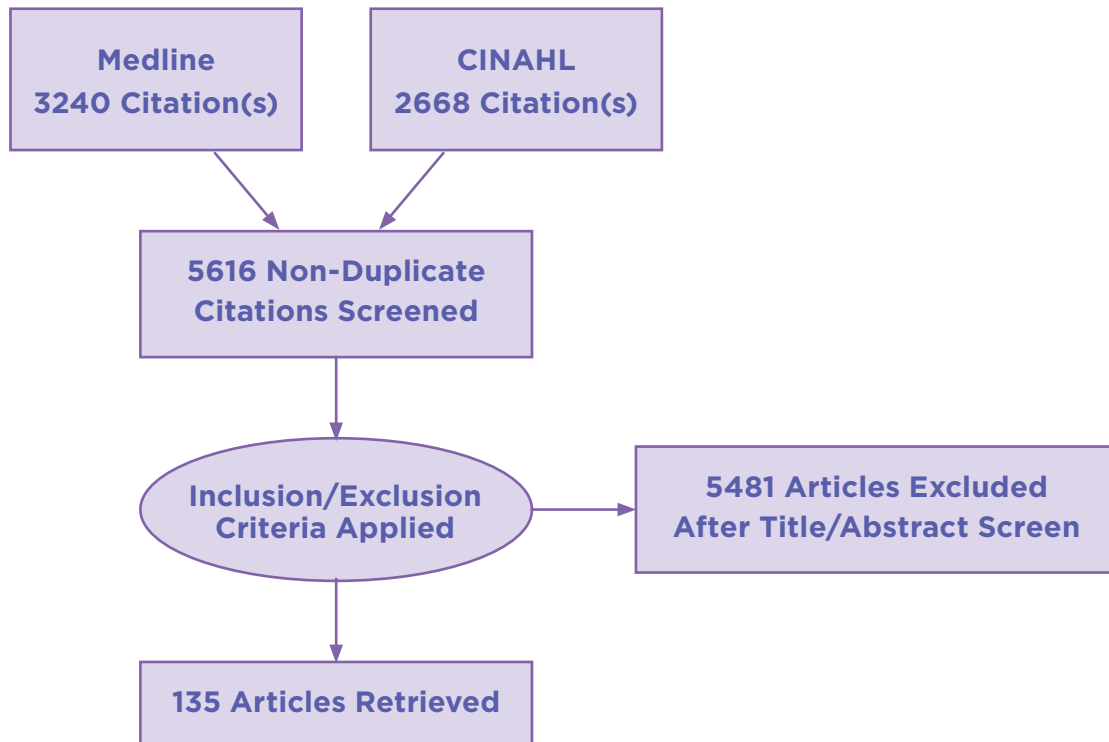 Medline
3240 Citation(s)
CINAHL
2668 Citation(s)
5616 Non-Duplicate
Citations Screened
Inclusion/Exclusion
Criteria Applied
5481 Articles Excluded
After Title/Abstract Screen
135 Articles Retrieved